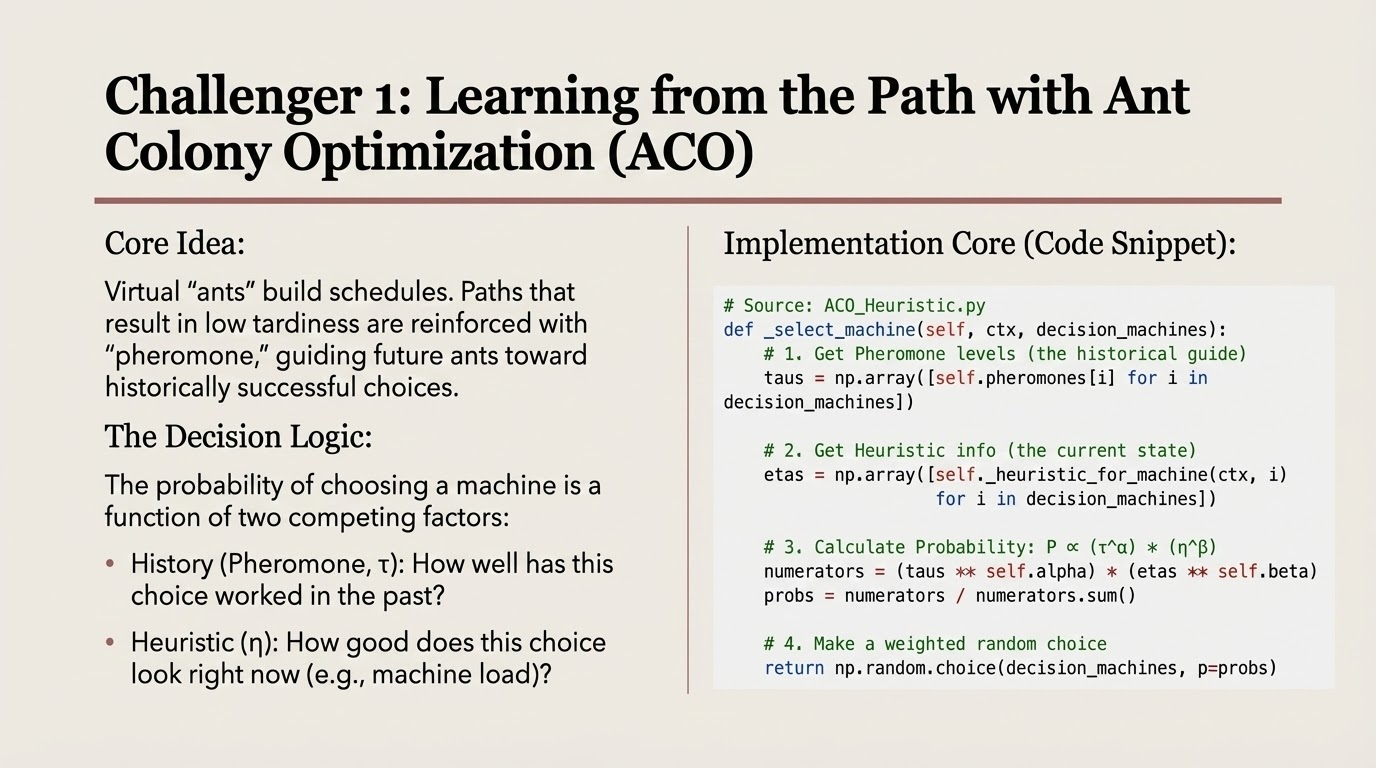 Challenger 1: Learning from the Path with Ant
Colony Optimization (ACO)
Core Idea:
Virtual “ants” build schedules. Paths that
result in low tardiness are reinforced with
“pheromone,” guiding future ants toward
historically successful choices.
The Decision Logic:
The probability of choosing a machine is a
function of two competing factors:
• History (Pheromone, τ): How well has this
choice worked in the past?
• Heuristic (η): How good does this choice
look right now (e.g., machine load)?
Implementation Core (Code Snippet):
# Source: ACO_Heuristic.py
def _select_machine(self, ctx, decision_machines):
    # 1. Get Pheromone levels (the historical guide)
    taus = np.array([self.pheromones[i] for i in
decision_machines])
    # 2. Get Heuristic info (the current state)
    etas = np.array([self._heuristic_for_machine(ctx, i)
                     for i in decision_machines])
    # 3. Calculate Probability: P ∝ (τ^α) * (η^β)
    numerators = (taus ** self.alpha) * (etas ** self.beta)
    probs = numerators / numerators.sum()
    # 4. Make a weighted random choice
    return np.random.choice(decision_machines, p=probs)